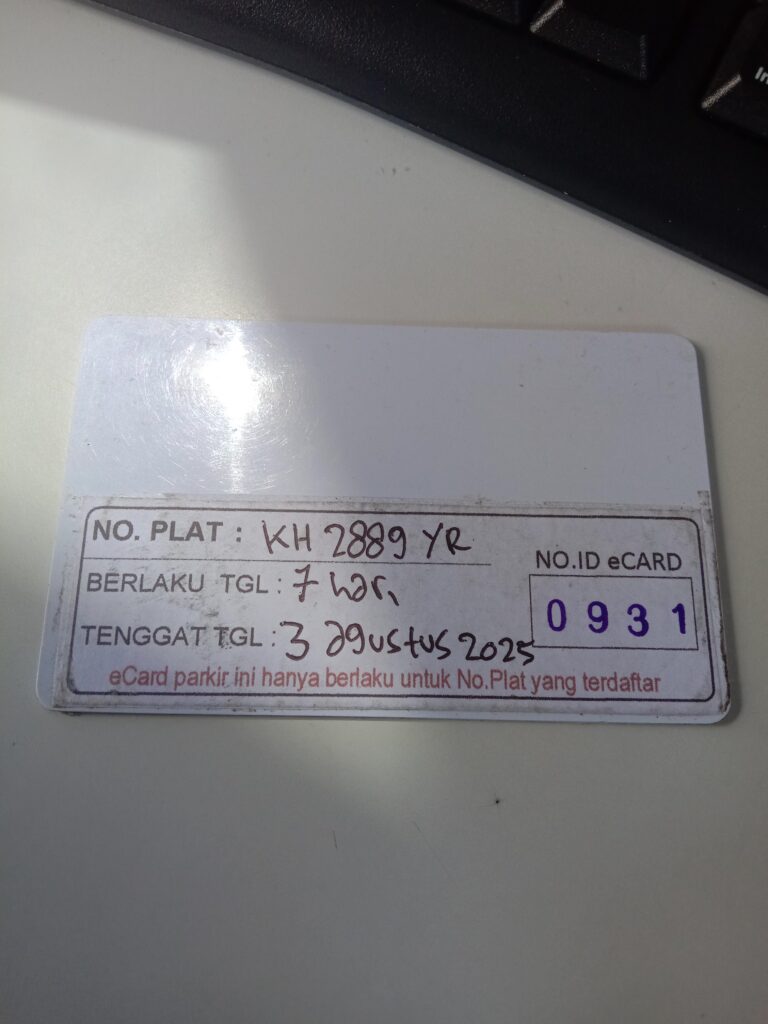 NO. PLAT : KH 2889 YR
BERLAKU TGL : 7 hari
TENGGAT TGL : 3 agustus 2025
NO.ID eCARD
0931
eCard parkir ini hanya berlaku untuk No.Plat yang terdaftar